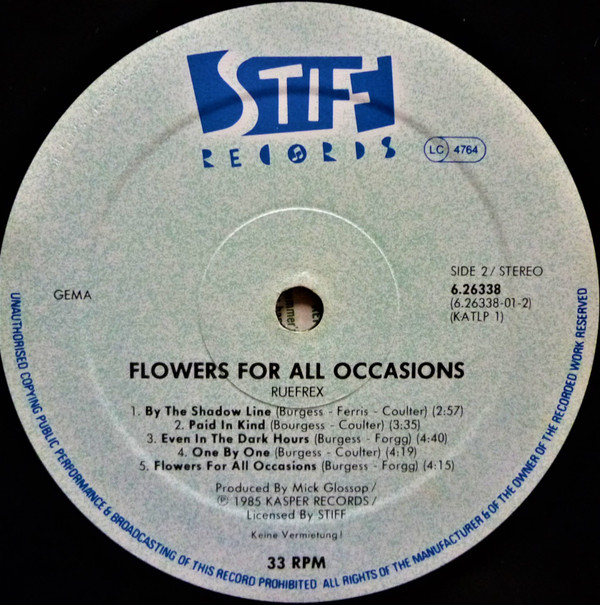 STIFF
RECORDS
LC 4764
GEMA
SIDE 2/ STEREO
6.26338
(6.26338-01-2)
(KATLP 1)
FLOWERS FOR ALL OCCASIONS
RUEFREX
1. By The Shadow Line (Burgess - Ferris - Coulter) (2:57)
2. Paid In Kind (Bourgess - Coulter) (3:35)
3. Even In The Dark Hours (Burgess - Forgg) (4:40)
4. One By One (Burgess - Coulter) (4:19)
5. Flowers For All Occasions (Burgess - Forgg) (4:15)
Produced By Mick Glossop /
℗ 1985 KASPER RECORDS /
Licensed By STIFF
Keine Vermietung!
33 RPM
UNAUTHORISED COPYING PUBLIC PERFORMANCE & BROADCASTING OF THIS RECORD PROHIBITED ALL RIGHTS OF THE MANUFACTURER & OF THE OWNER OF THE RECORDED WORK RESERVED